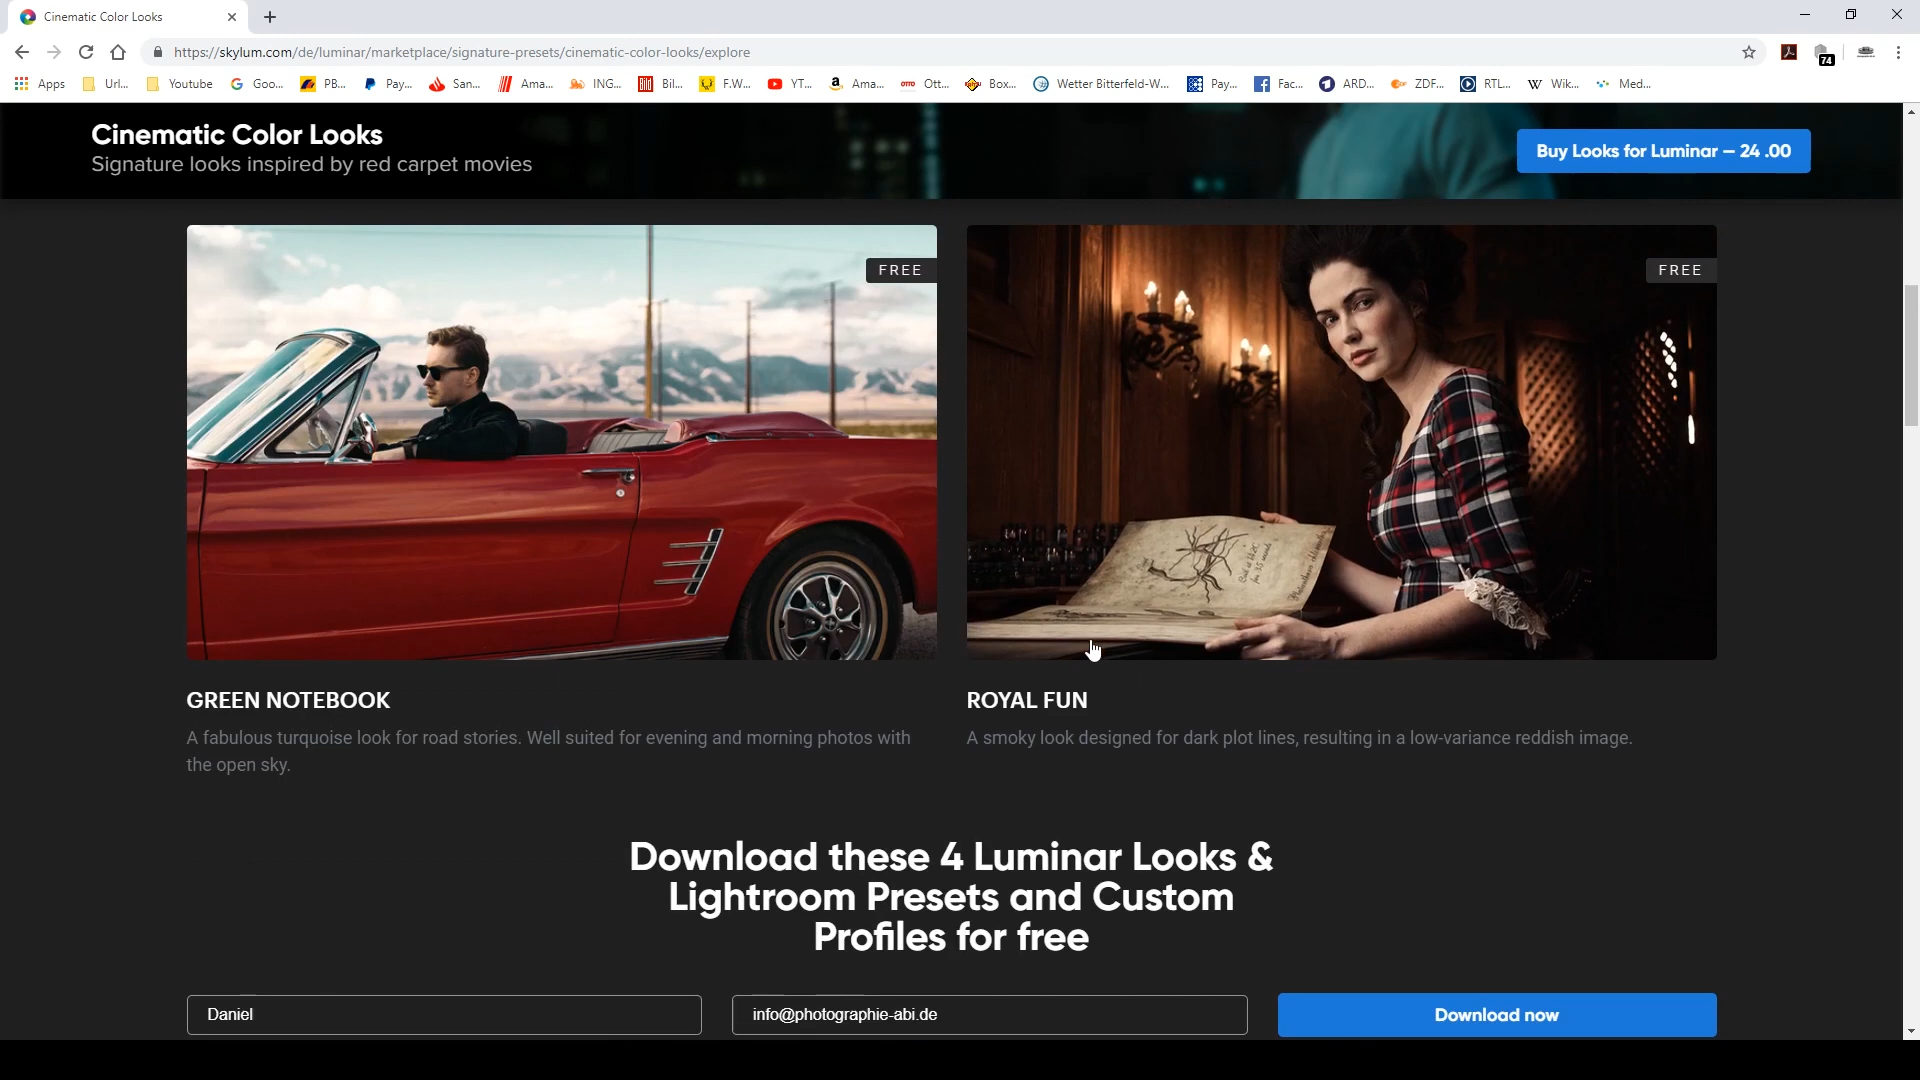 Cinematic Color Looks
https://skylum.com/de/luminar/marketplace/signature-presets/cinematic-color-looks/explore
74
Apps Url... Youtube Goo... PB... Pay... San... Ama... ING... Bil... F.W... YT... Ama... Ott... Box... Wetter Bitterfeld-W... Pay... Fac... ARD... ZDF... RTL... Wik... Med...
Cinematic Color Looks
Signature looks inspired by red carpet movies
Buy Looks for Luminar – 24 .00
FREE
FREE
GREEN NOTEBOOK
A fabulous turquoise look for road stories. Well suited for evening and morning photos with
the open sky.
ROYAL FUN
A smoky look designed for dark plot lines, resulting in a low-variance reddish image.
Download these 4 Luminar Looks &
Lightroom Presets and Custom
Profiles for free
Daniel
info@photographie-abi.de
Download now